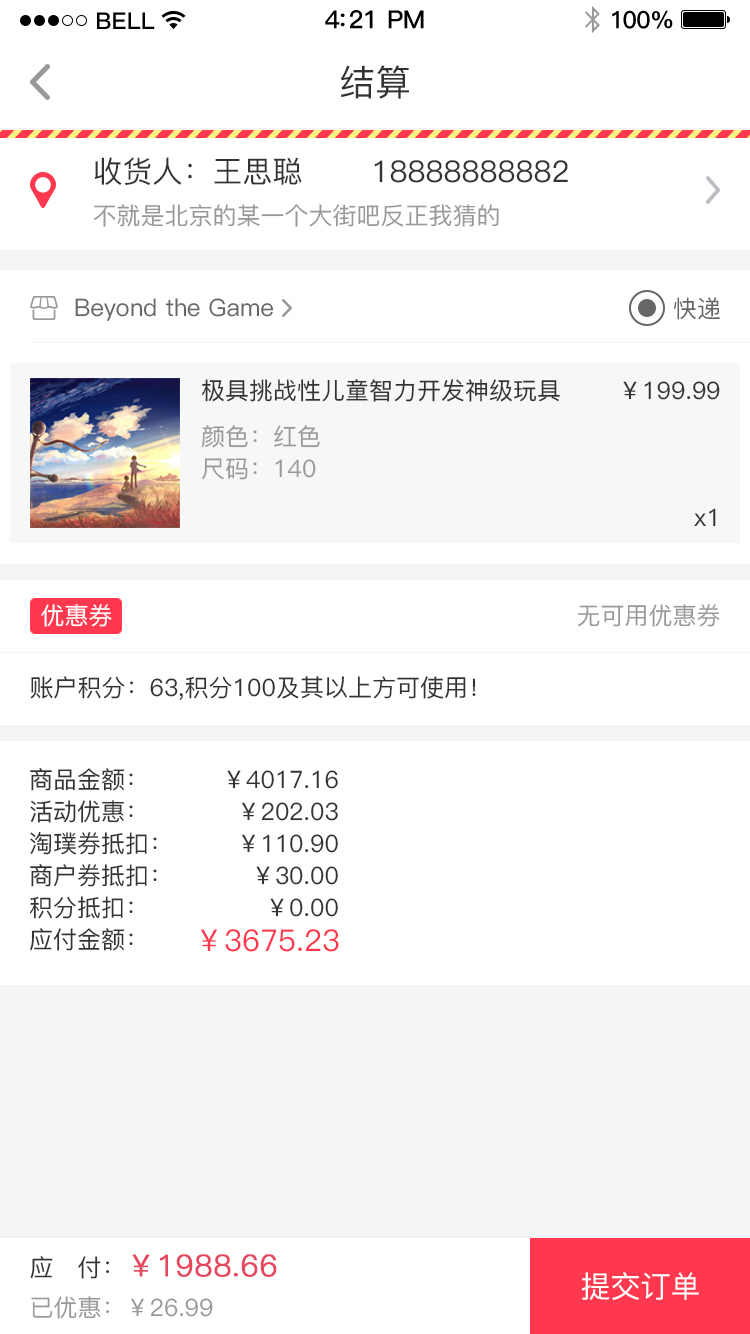 BELL 4:21 PM 100%
结算
收货人：王思聪 18888888882
不就是北京的某一个大街吧反正我猜的
Beyond the Game 快递
极具挑战性儿童智力开发神级玩具 ￥199.99
颜色：红色
尺码：140
x1
优惠券 无可用优惠券
账户积分：63,积分100及其以上方可使用！
商品金额： ￥4017.16
活动优惠： ￥202.03
淘璞券抵扣： ￥110.90
商户券抵扣： ￥30.00
积分抵扣： ￥0.00
应付金额： ￥3675.23
应 付： ￥1988.66
已优惠： ￥26.99
提交订单